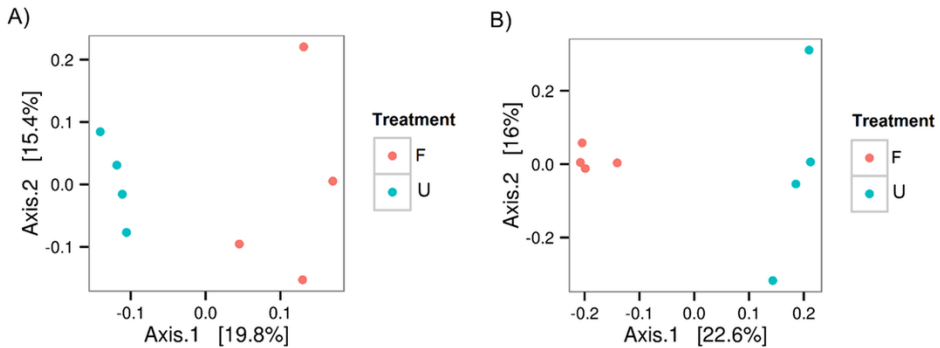 A)
0.2
0.1
0.0
-0.1
Axis.2 [15.4%]
-0.1 0.0 0.1
Axis.1 [19.8%]
Treatment
F
U
B)
0.2
0.0
-0.2
Axis.2 [16%]
-0.2 -0.1 0.0 0.1 0.2
Axis.1 [22.6%]
Treatment
F
U